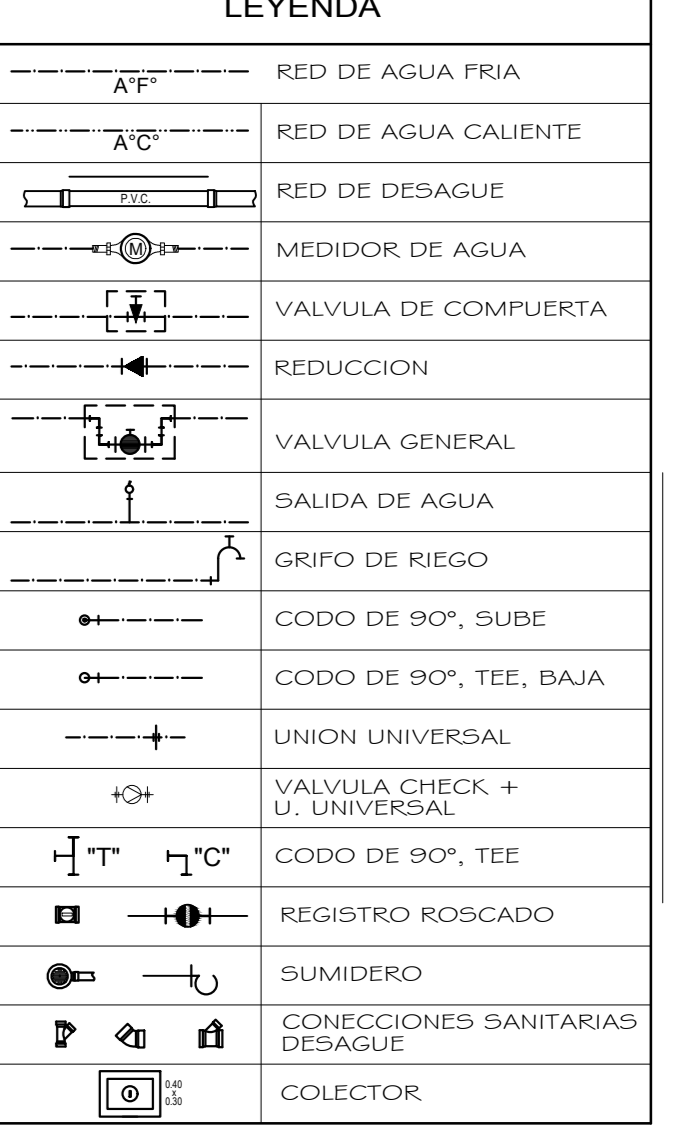 LEYENDA
A°F°
RED DE AGUA FRIA
A°C°
RED DE AGUA CALIENTE
P.V.C.
RED DE DESAGUE
M
MEDIDOR DE AGUA
VALVULA DE COMPUERTA
REDUCCION
VALVULA GENERAL
SALIDA DE AGUA
GRIFO DE RIEGO
CODO DE 90°, SUBE
CODO DE 90°, TEE, BAJA
UNION UNIVERSAL
VALVULA CHECK +
U. UNIVERSAL
"T" "C"
CODO DE 90°, TEE
REGISTRO ROSCADO
SUMIDERO
CONECCIONES SANITARIAS
DESAGUE
0.40
x
0.30
COLECTOR